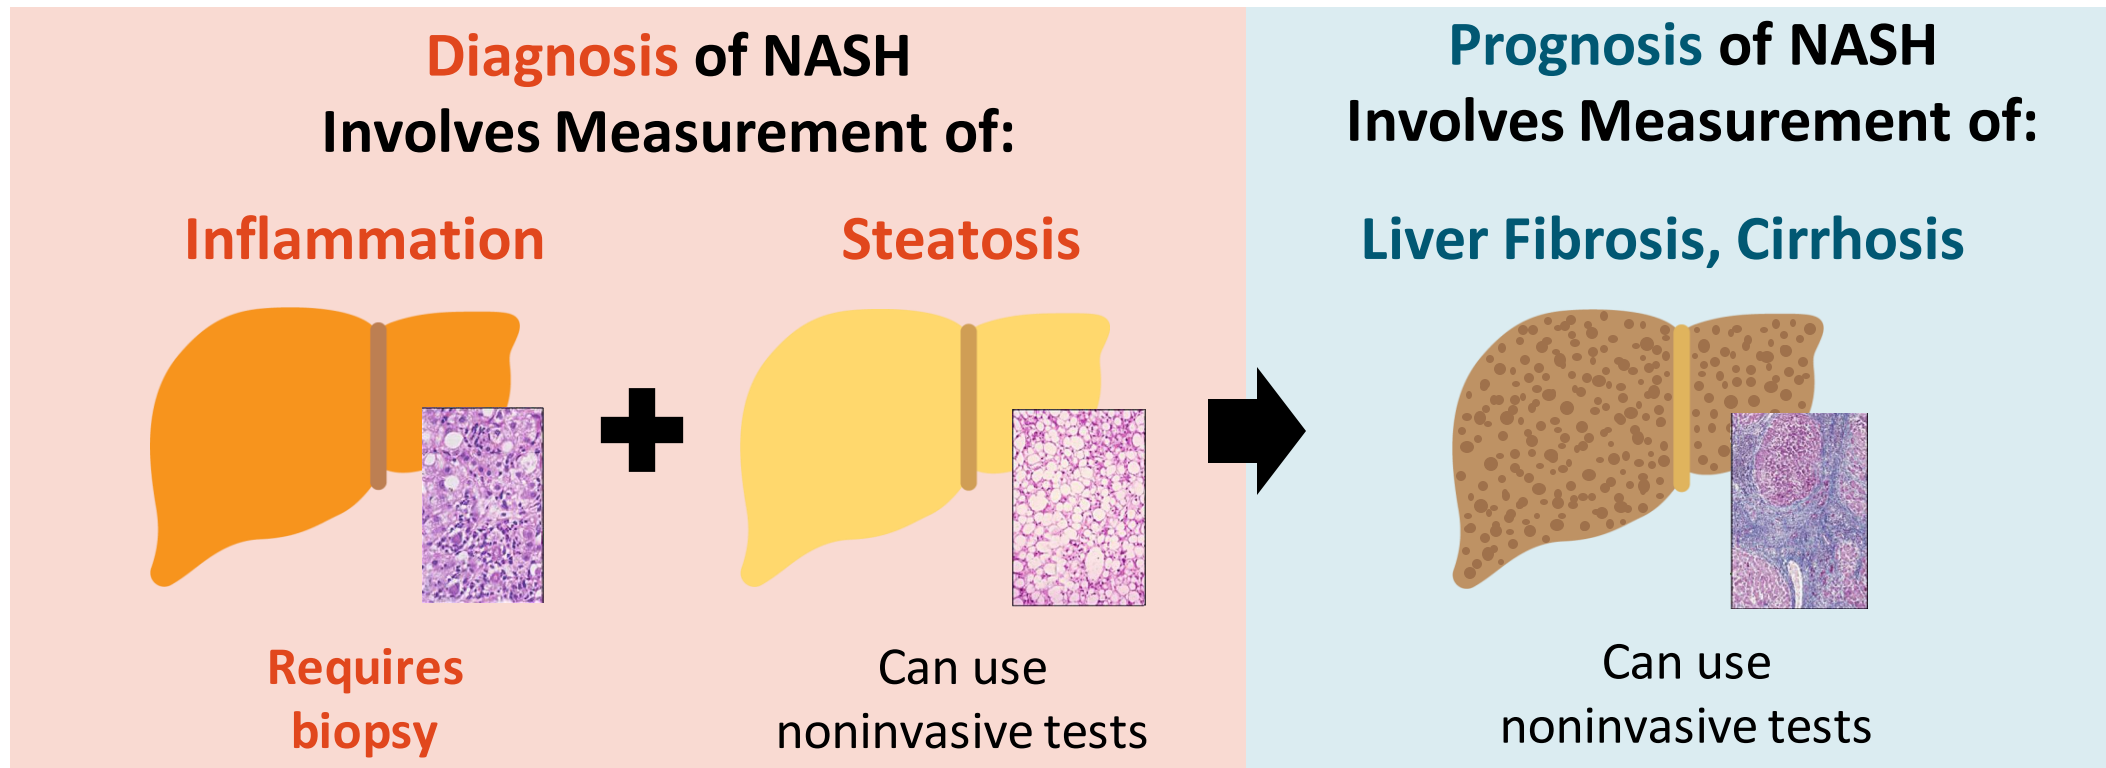 Diagnosis of NASH
Involves Measurement of:
Inflammation
Steatosis
Requires
biopsy
Can use
noninvasive tests
Prognosis of NASH
Involves Measurement of:
Liver Fibrosis, Cirrhosis
Can use
noninvasive tests